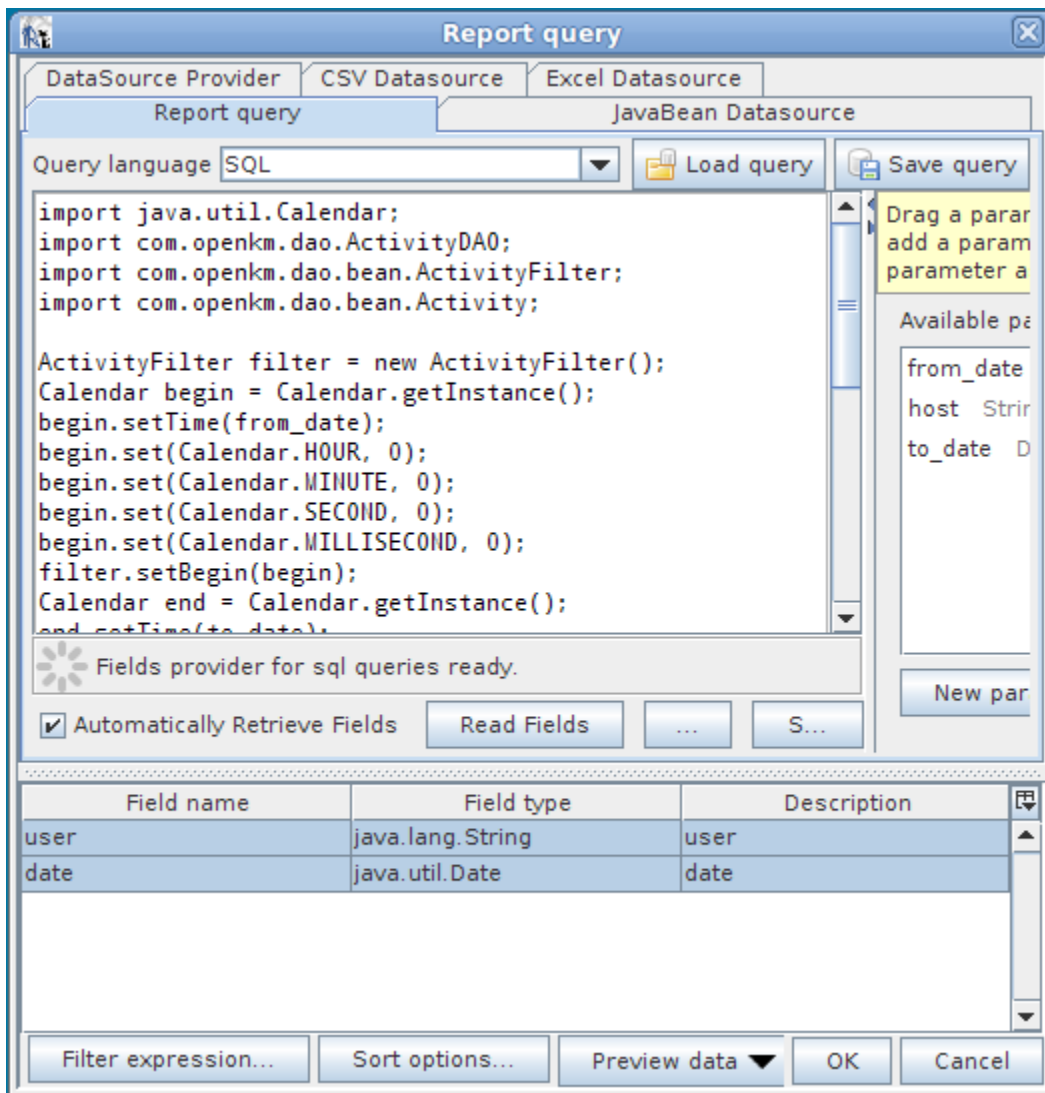 Report query
DataSource Provider CSV Datasource Excel Datasource
Report query JavaBean Datasource
Query language SQL Load query Save query
import java.util.Calendar;
import com.openkm.dao.ActivityDAO;
import com.openkm.dao.bean.ActivityFilter;
import com.openkm.dao.bean.Activity;
ActivityFilter filter = new ActivityFilter();
Calendar begin = Calendar.getInstance();
begin.setTime(from_date);
begin.set(Calendar.HOUR, 0);
begin.set(Calendar.MINUTE, 0);
begin.set(Calendar.SECOND, 0);
begin.set(Calendar.MILLISECOND, 0);
filter.setBegin(begin);
Calendar end = Calendar.getInstance();
end.setTime(to_date);
Drag a parar
add a param
parameter a
Available pa
from_date
host Strin
to_date D
New par
Fields provider for sql queries ready.
Automatically Retrieve Fields Read Fields ... S...
Field name Field type Description
user java.lang.String user
date java.util.Date date
Filter expression... Sort options... Preview data OK Cancel